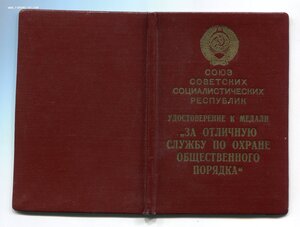 СОЮЗ
СОВЕТСКИХ
СОЦИАЛИСТИЧЕСКИХ
РЕСПУБЛИК
УДОСТОВЕРЕНИЕ К МЕДАЛИ
„ЗА ОТЛИЧНУЮ
СЛУЖБУ ПО ОХРАНЕ
ОБЩЕСТВЕННОГО
ПОРЯДКА“